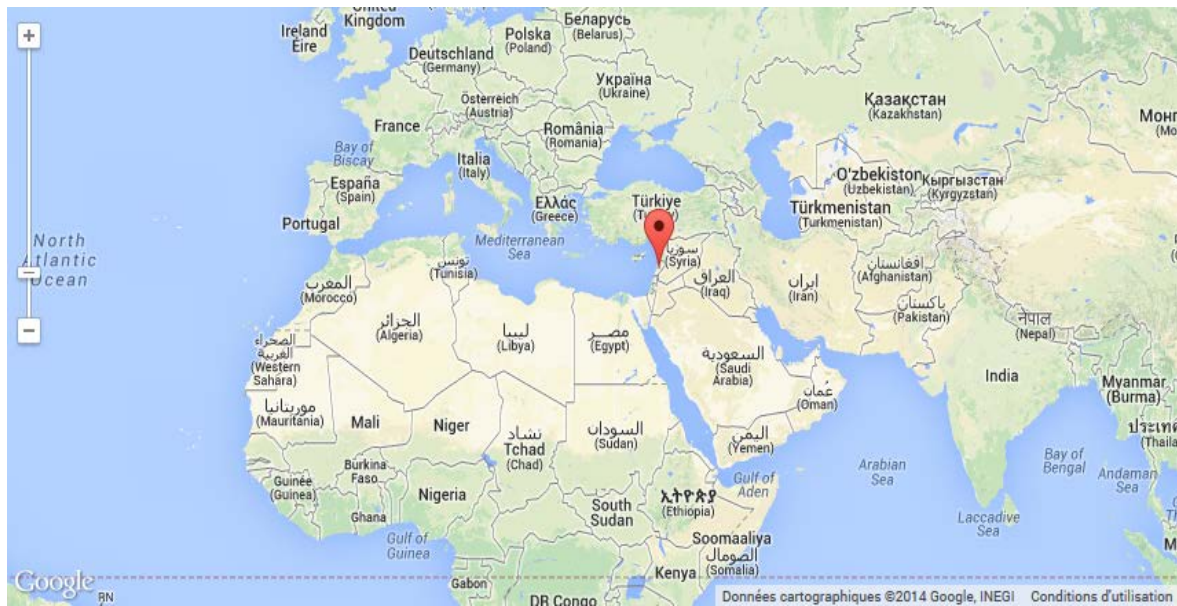 United
Kingdom
Ireland
Éire
Беларусь
(Belarus)
Polska
(Poland)
Deutschland
(Germany)
Україна
(Ukraine)
Österreich
(Austria)
Қазақстан
(Kazakhstan)
France
România
(Romania)
Bay of
Biscay
Italia
(Italy)
España
(Spain)
Ελλάς
(Greece)
Türkiye
O'zbekiston
(Uzbekistan)
Кыргызстан
(Kyrgyzstan)
Türkmenistan
(Turkmenistan)
Portugal
North
Atlantic
Ocean
Mediterranean
Sea
تونس
(Tunisia)
(Syria)
المغرب
(Morocco)
العراق
(Iraq)
ایران
(Iran)
افغانستان
(Afghanistan)
پاکستان
(Pakistan)
नेपाल
(Nepal)
الجزائر
(Algeria)
ليبيا
(Libya)
مصر
(Egypt)
الصحراء
الغربية
(Western
Sahara)
السعودية
(Saudi
Arabia)
India
Myanmar
(Burma)
عُمان
(Oman)
موريتانيا
(Mauritania)
Mali
Niger
تشاد
Tchad
(Chad)
السودان
(Sudan)
اليمن
(Yemen)
Arabian
Sea
Bay of
Bengal
Andaman
Sea
Burkina
Faso
Guinée
(Guinea)
Nigeria
Gulf of
Aden
ኢትዮጵያ
(Ethiopia)
Ghana
South
Sudan
Laccadive
Sea
Gulf of
Guinea
Soomaaliya
الصومال
(Somalia)
Kenya
Gabon
DR Congo
Google
RN
Données cartographiques ©2014 Google, INEGI
Conditions d'utilisation